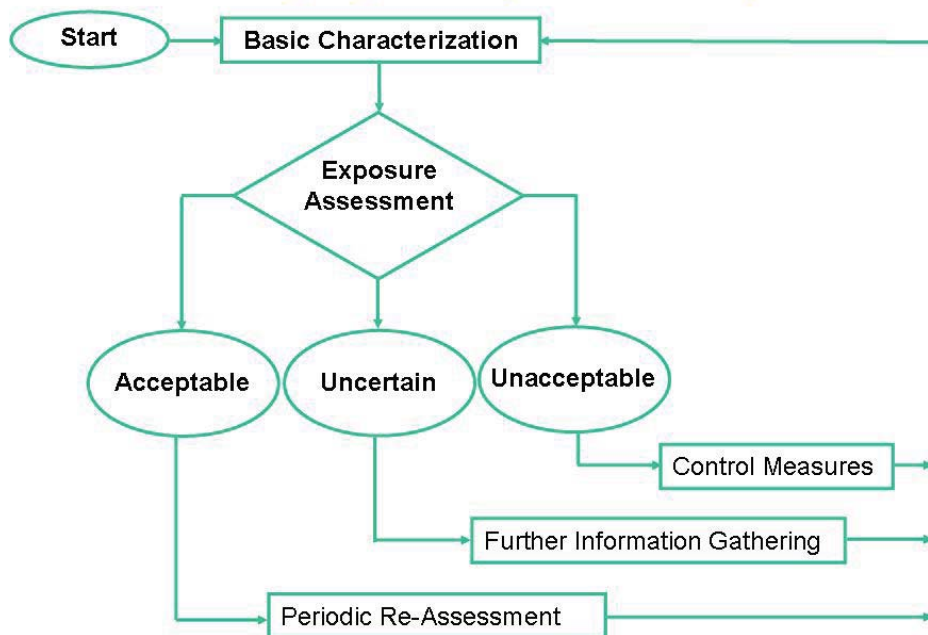 Start
Basic Characterization
Exposure
Assessment
Acceptable
Uncertain
Unacceptable
Control Measures
Further Information Gathering
Periodic Re-Assessment